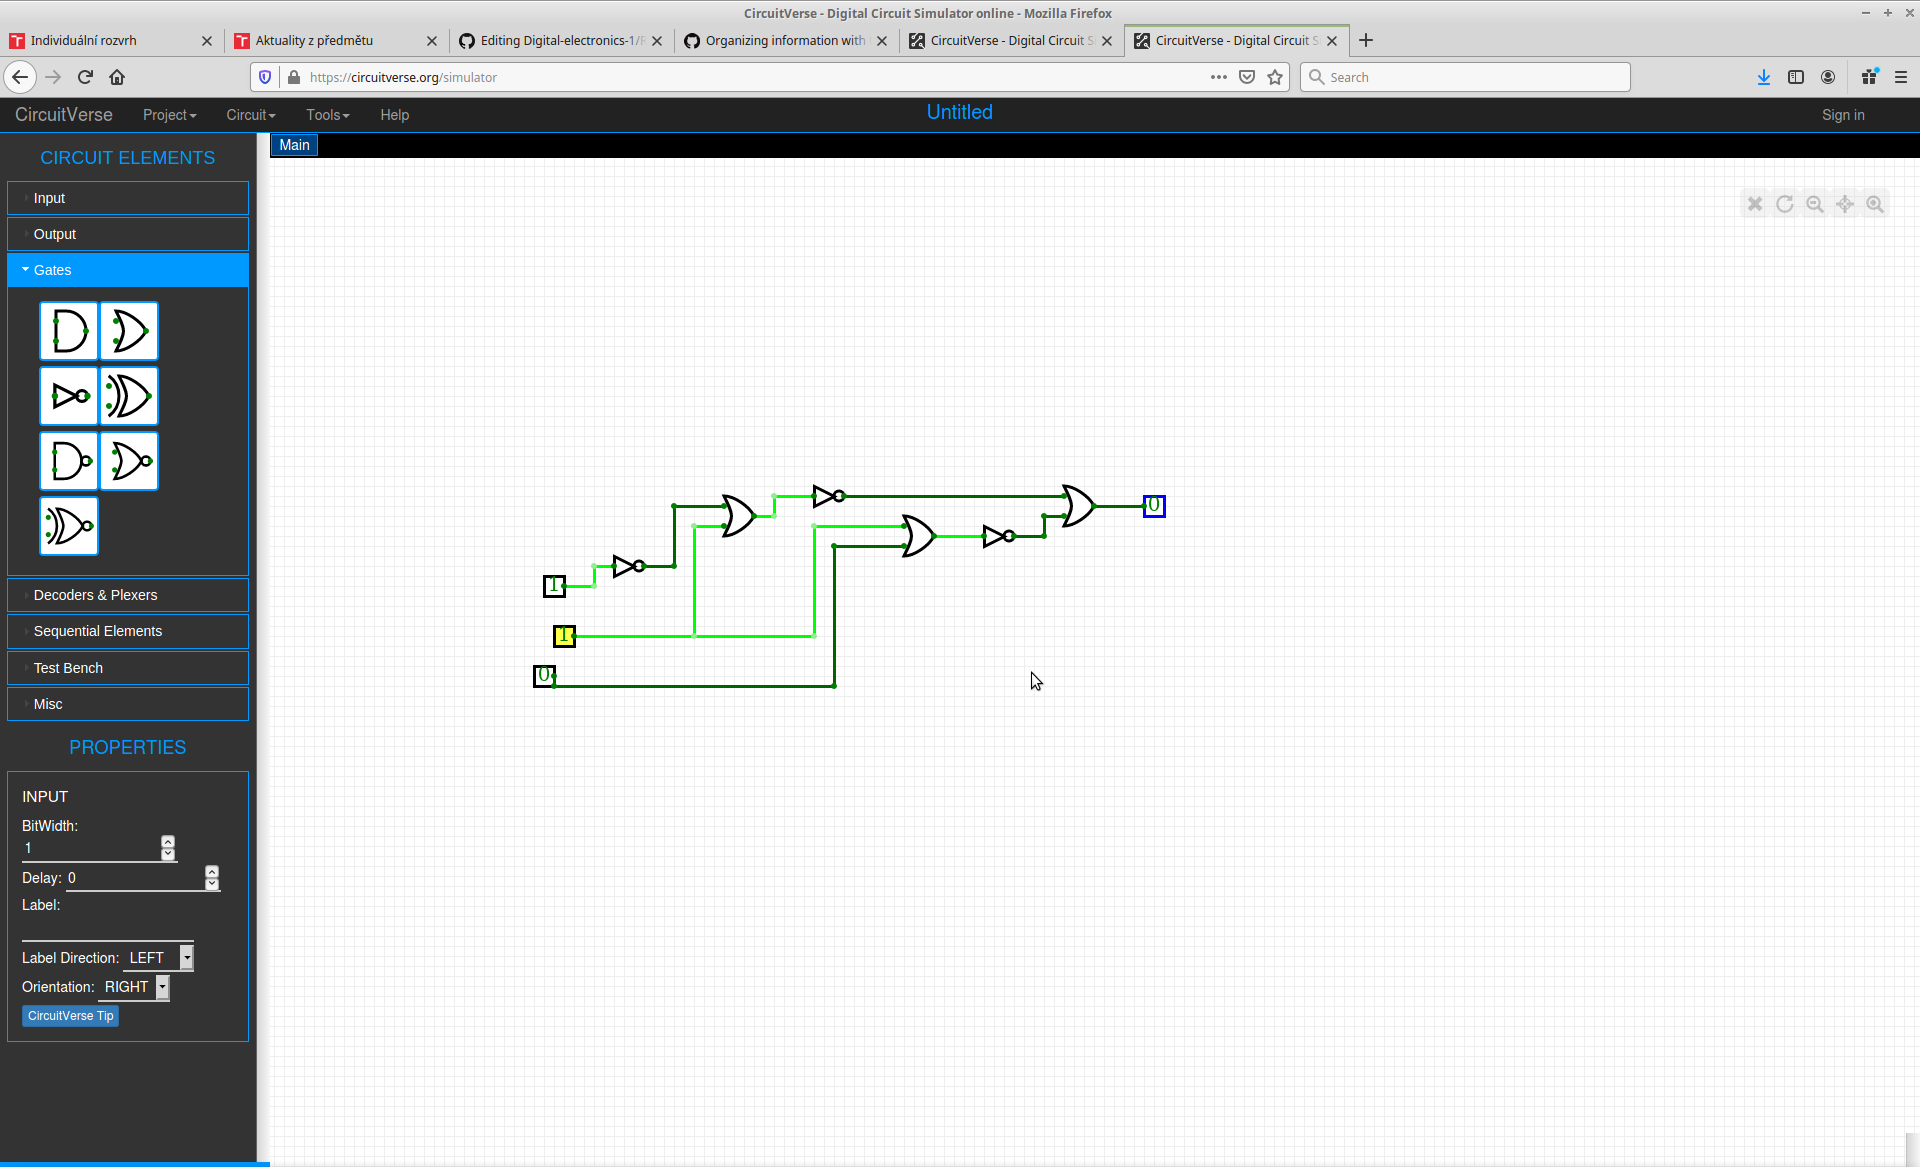 CircuitVerse - Digital Circuit Simulator online - Mozilla Firefox
Individuální rozvrh
Aktuality z předmětu
Editing Digital-electronics-1/
Organizing information with
CircuitVerse - Digital Circuit S
CircuitVerse - Digital Circuit S
https://circuitverse.org/simulator
Search
CircuitVerse
Project
Circuit
Tools
Help
Untitled
Sign in
Main
CIRCUIT ELEMENTS
Input
Output
Gates
Decoders & Plexers
Sequential Elements
Test Bench
Misc
PROPERTIES
INPUT
BitWidth:
1
Delay: 0
Label:
Label Direction: LEFT
Orientation: RIGHT
CircuitVerse Tip
0
1
1
0